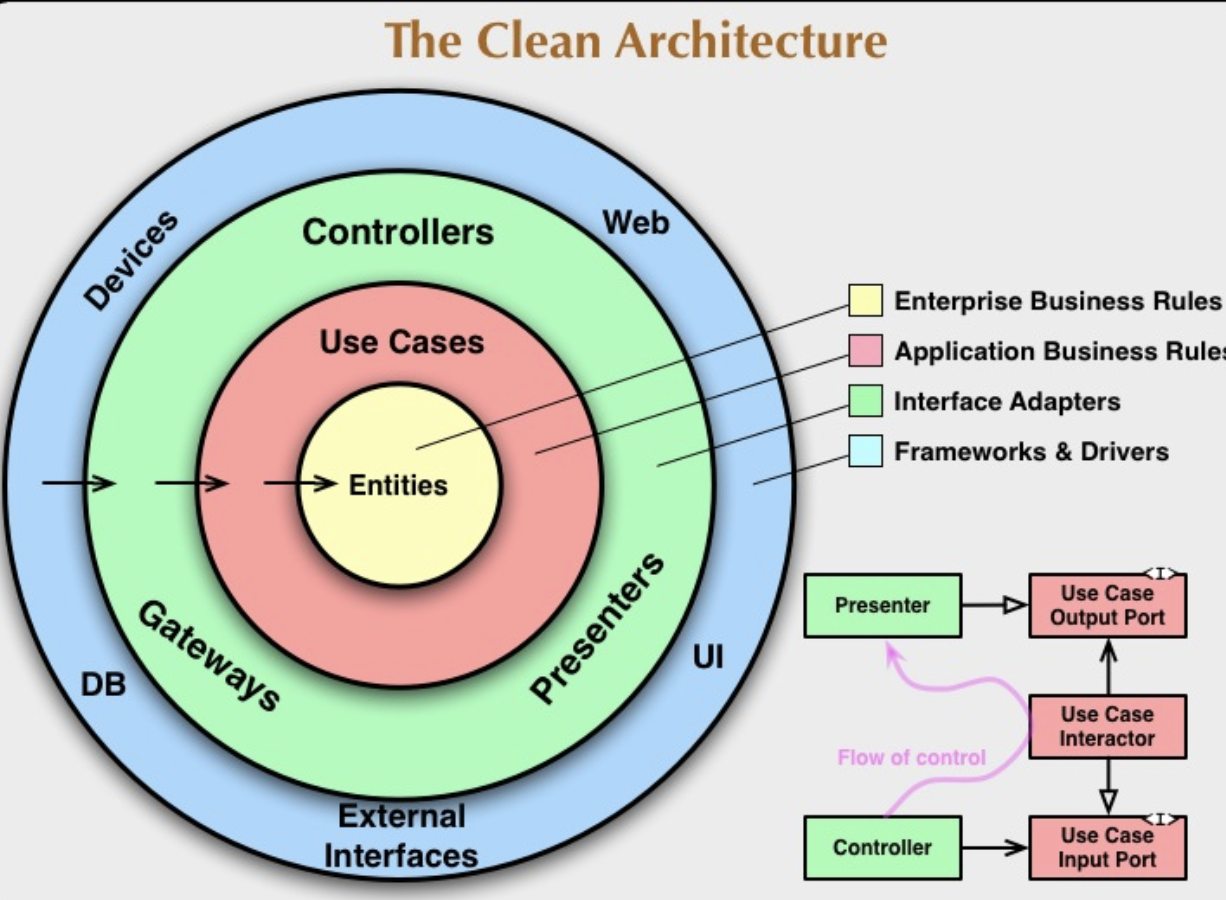 The Clean Architecture
Devices
Controllers
Web
Use Cases
Entities
Gateways
Presenters
DB
UI
External
Interfaces
Enterprise Business Rules
Application Business Rules
Interface Adapters
Frameworks & Drivers
Presenter
<I>
Use Case
Output Port
Use Case
Interactor
Flow of control
Controller
<I>
Use Case
Input Port